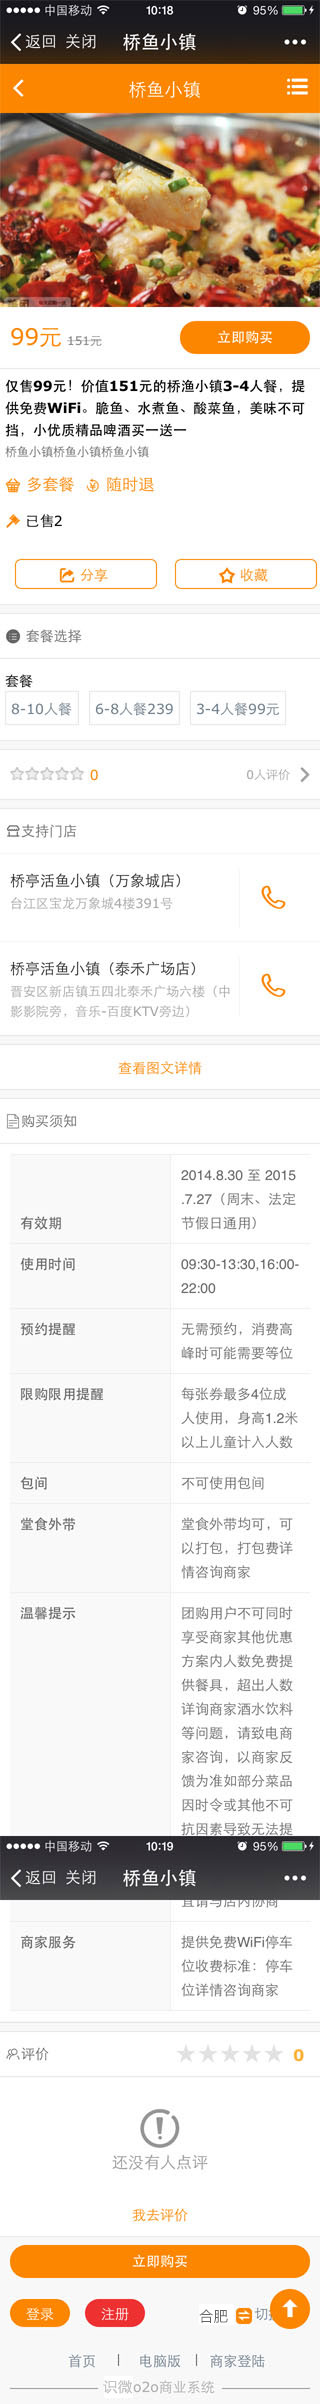 中国移动 10:18 95%
返回 关闭 桥鱼小镇
桥鱼小镇
99元 151元 立即购买
仅售99元！价值151元的桥渔小镇3-4人餐，提
供免费WiFi。脆鱼、水煮鱼、酸菜鱼，美味不可
挡，小优质精品啤酒买一送一
桥鱼小镇桥鱼小镇桥鱼小镇
多套餐 随时退
已售2
分享 收藏
套餐选择
套餐
8-10人餐 6-8人餐239 3-4人餐99元
0 0人评价
支持门店
桥亭活鱼小镇（万象城店）
台江区宝龙万象城4楼391号
桥亭活鱼小镇（泰禾广场店）
晋安区新店镇五四北泰禾广场六楼（中
影影院旁，音乐-百度KTV旁边）
查看图文详情
购买须知
有效期
2014.8.30 至 2015
.7.27（周末、法定
节假日通用）
使用时间
09:30-13:30,16:00-
22:00
预约提醒
无需预约，消费高
峰时可能需要等位
限购限用提醒
每张券最多4位成
人使用，身高1.2米
以上儿童计入人数
包间
不可使用包间
堂食外带
堂食外带均可，可
以打包，打包费详
情咨询商家
温馨提示
团购用户不可同时
享受商家其他优惠
方案内人数免费提
供餐具，超出人数
详询商家酒水饮料
等问题，请致电商
家咨询，以商家反
馈为准如部分菜品
因时令或其他不可
抗因素导致无法提
中国移动 10:19 95%
返回 关闭 桥鱼小镇
宜请与店内协商
商家服务
提供免费WiFi停车
位收费标准：停车
位详情咨询商家
评价 0
还没有人点评
我去评价
立即购买
登录 注册 合肥 切
首页 | 电脑版 | 商家登陆
识微o2o商业系统